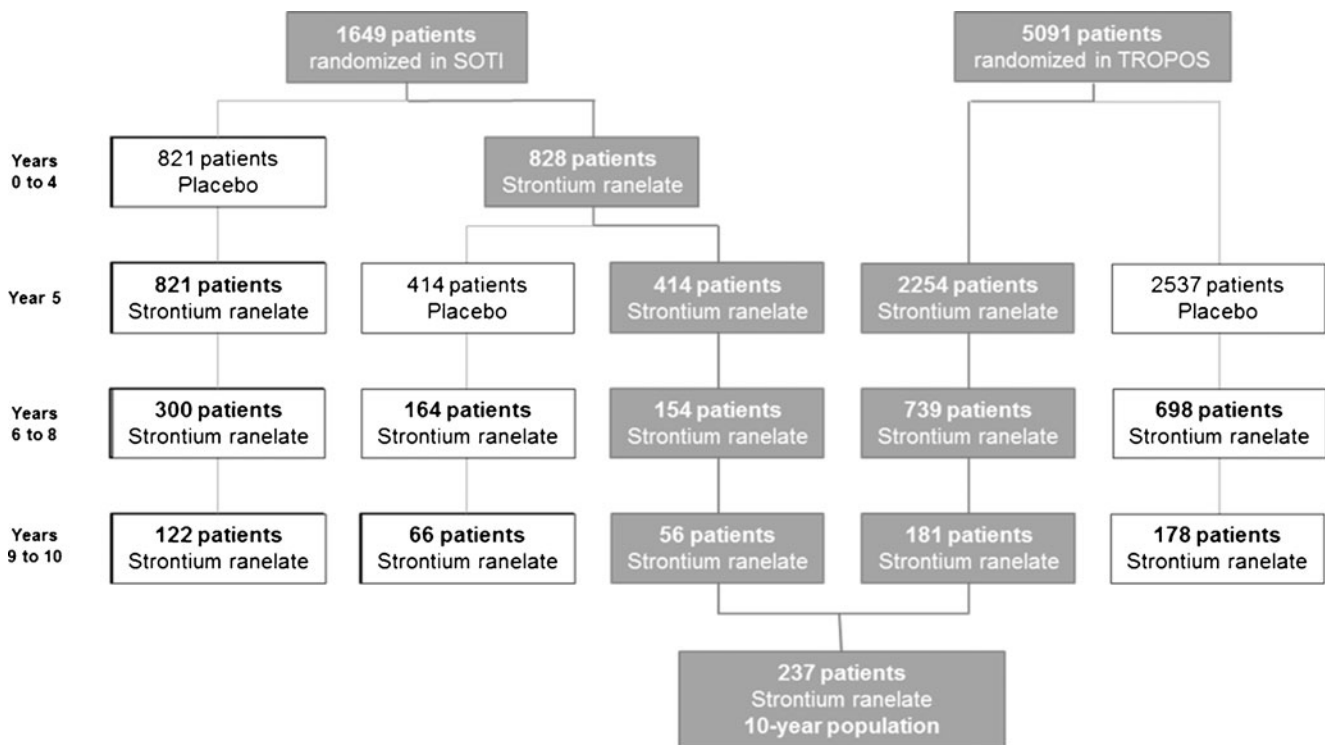 1649 patients
randomized in SOTI
5091 patients
randomized in TROPOS
Years
0 to 4
821 patients
Placebo
828 patients
Strontium ranelate
Year 5
821 patients
Strontium ranelate
414 patients
Placebo
414 patients
Strontium ranelate
2254 patients
Strontium ranelate
2537 patients
Placebo
Years
6 to 8
300 patients
Strontium ranelate
164 patients
Strontium ranelate
154 patients
Strontium ranelate
739 patients
Strontium ranelate
698 patients
Strontium ranelate
Years
9 to 10
122 patients
Strontium ranelate
66 patients
Strontium ranelate
56 patients
Strontium ranelate
181 patients
Strontium ranelate
178 patients
Strontium ranelate
237 patients
Strontium ranelate
10-year population